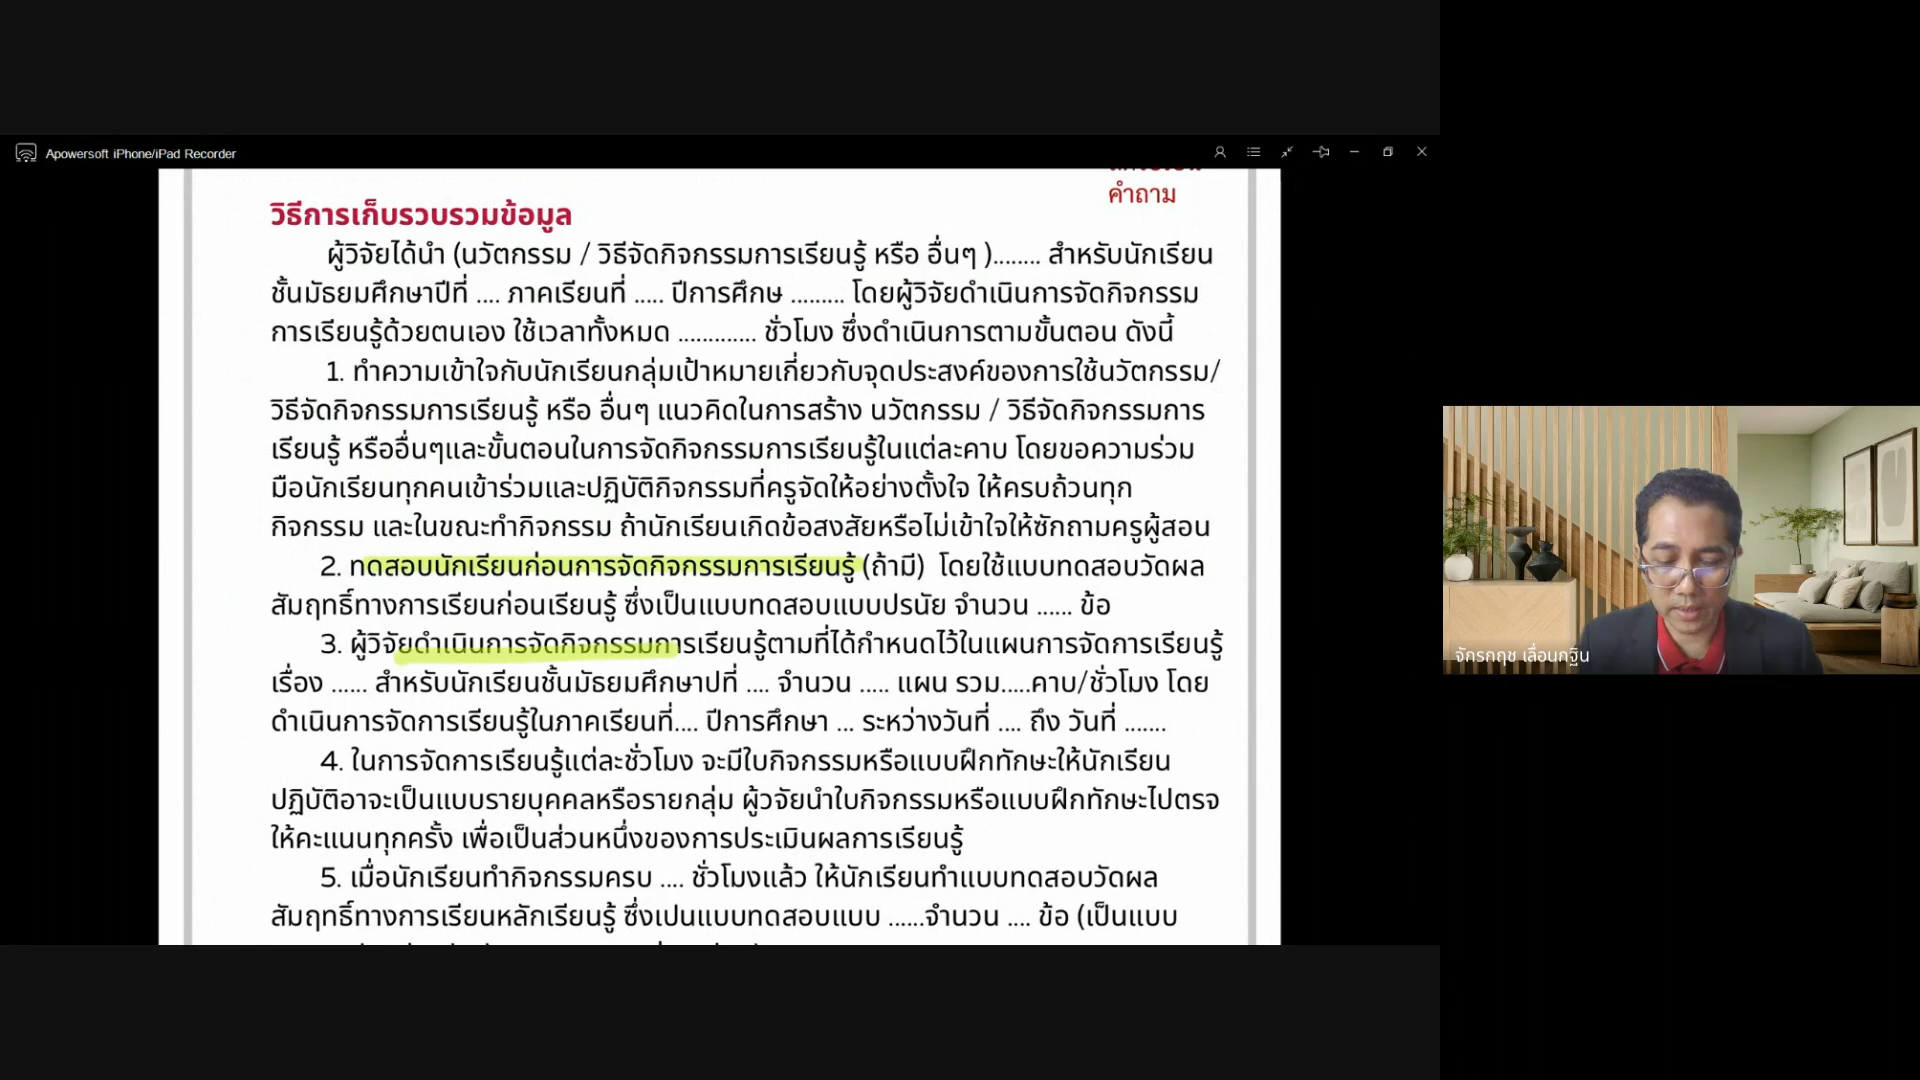 Apowersoft iPhone/iPad Recorder
คำถาม
วิธีการเก็บรวบรวมข้อมูล
ผู้วิจัยได้นำ (นวัตกรรม / วิธีจัดกิจกรรมการเรียนรู้ หรือ อื่นๆ )........ สำหรับนักเรียน
ชั้นมัธยมศึกษาปีที่ .... ภาคเรียนที่ ..... ปีการศึกษ ......... โดยผู้วิจัยดำเนินการจัดกิจกรรม
การเรียนรู้ด้วยตนเอง ใช้เวลาทั้งหมด ............. ชั่วโมง ซึ่งดำเนินการตามขั้นตอน ดังนี้
1. ทำความเข้าใจกับนักเรียนกลุ่มเป้าหมายเกี่ยวกับจุดประสงค์ของการใช้นวัตกรรม/
วิธีจัดกิจกรรมการเรียนรู้ หรือ อื่นๆ แนวคิดในการสร้าง นวัตกรรม / วิธีจัดกิจกรรมการ
เรียนรู้ หรืออื่นๆและขั้นตอนในการจัดกิจกรรมการเรียนรู้ในแต่ละคาบ โดยขอความร่วม
มือนักเรียนทุกคนเข้าร่วมและปฏิบัติกิจกรรมที่ครูจัดให้อย่างตั้งใจ ให้ครบถ้วนทุก
กิจกรรม และในขณะทำกิจกรรม ถ้านักเรียนเกิดข้อสงสัยหรือไม่เข้าใจให้ซักถามครูผู้สอน
2. ทดสอบนักเรียนก่อนการจัดกิจกรรมการเรียนรู้ (ถ้ามี) โดยใช้แบบทดสอบวัดผล
สัมฤทธิ์ทางการเรียนก่อนเรียนรู้ ซึ่งเป็นแบบทดสอบแบบปรนัย จำนวน ...... ข้อ
3. ผู้วิจัยดำเนินการจัดกิจกรรมการเรียนรู้ตามที่ได้กำหนดไว้ในแผนการจัดการเรียนรู้
เรื่อง ...... สำหรับนักเรียนชั้นมัธยมศึกษาปที่ .... จำนวน ..... แผน รวม.....คาบ/ชั่วโมง โดย
ดำเนินการจัดการเรียนรู้ในภาคเรียนที่.... ปีการศึกษา ... ระหว่างวันที่ .... ถึง วันที่ .......
4. ในการจัดการเรียนรู้แต่ละชั่วโมง จะมีใบกิจกรรมหรือแบบฝึกทักษะให้นักเรียน
ปฏิบัติอาจะเป็นแบบรายบุคคลหรือรายกลุ่ม ผู้วจัยนำใบกิจกรรมหรือแบบฝึกทักษะไปตรจ
ให้คะแนนทุกครั้ง เพื่อเป็นส่วนหนึ่งของการประเมินผลการเรียนรู้
5. เมื่อนักเรียนทำกิจกรรมครบ .... ชั่วโมงแล้ว ให้นักเรียนทำแบบทดสอบวัดผล
สัมฤทธิ์ทางการเรียนหลักเรียนรู้ ซึ่งเปนแบบทดสอบแบบ ......จำนวน .... ข้อ (เป็นแบบ
จักรกฤช เลื่อนกฐิน